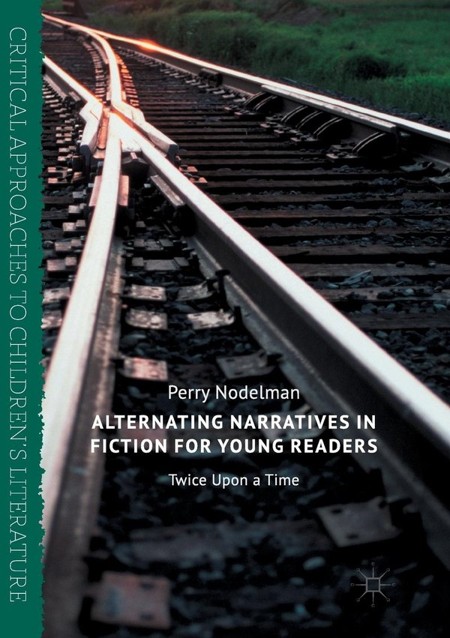 CRITICAL APPROACHES TO CHILDREN'S LITERATURE
Perry Nodelman
ALTERNATING NARRATIVES IN
FICTION FOR YOUNG READERS
Twice Upon a Time